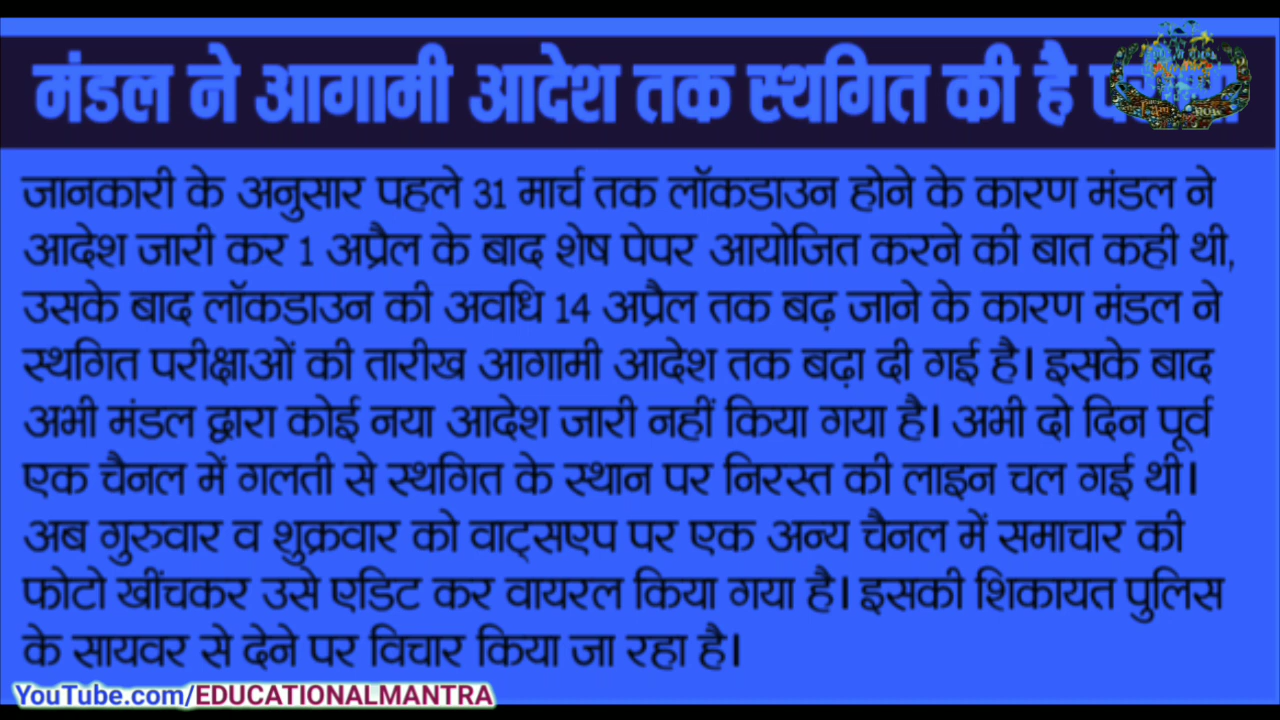 मंडल ने आगामी आदेश तक स्थगित की है
जानकारी के अनुसार पहले 31 मार्च तक लॉकडाउन होने के कारण मंडल ने
आदेश जारी कर 1 अप्रैल के बाद शेष पेपर आयोजित करने की बात कही थी,
उसके बाद लॉकडाउन की अवधि 14 अप्रैल तक बढ़ जाने के कारण मंडल ने
स्थगित परीक्षाओं की तारीख आगामी आदेश तक बढ़ा दी गई है। इसके बाद
अभी मंडल द्वारा कोई नया आदेश जारी नहीं किया गया है। अभी दो दिन पूर्व
एक चैनल में गलती से स्थगित के स्थान पर निरस्त की लाइन चल गई थी।
अब गुरुवार व शुक्रवार को वाट्सएप पर एक अन्य चैनल में समाचार की
फोटो खींचकर उसे एडिट कर वायरल किया गया है। इसकी शिकायत पुलिस
के सायवर से देने पर विचार किया जा रहा है।
YouTube.com/EDUCATIONALMANTRA